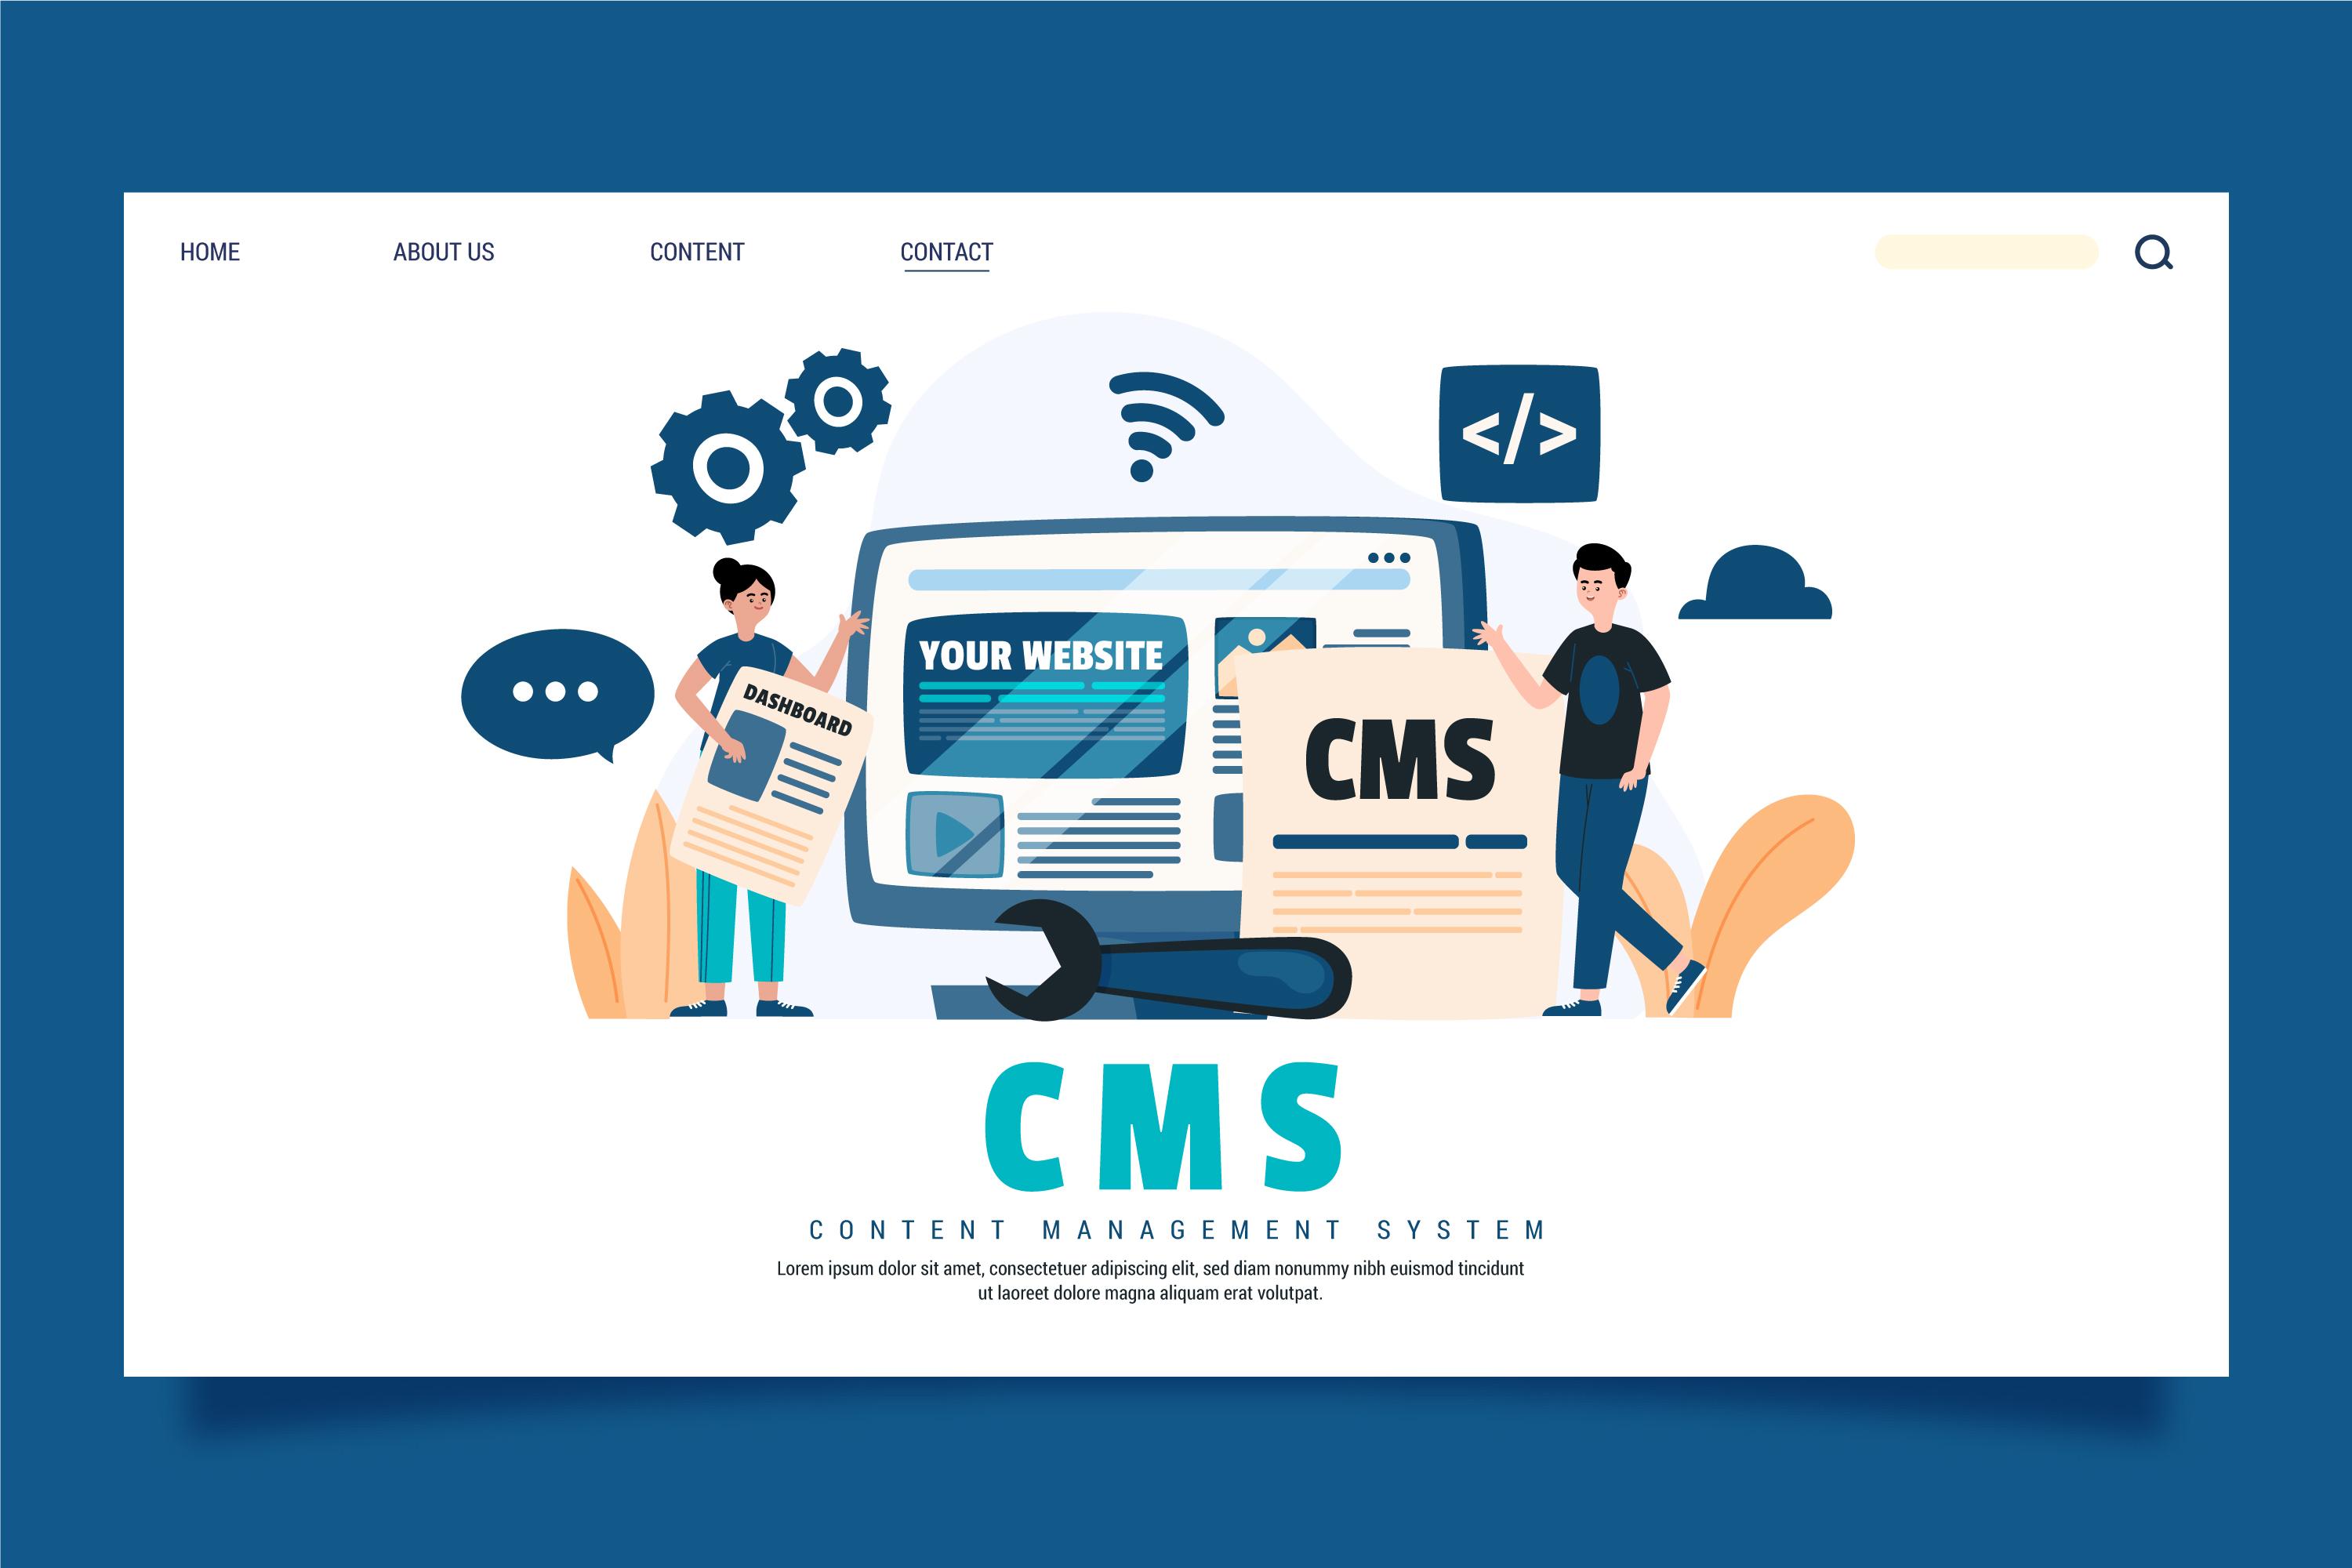 HOME
ABOUT US
CONTENT
CONTACT
</>
YOUR WEBSITE
DASHBOARD
CMS
CMS
CONTENT MANAGEMENT SYSTEM
Lorem ipsum dolor sit amet, consectetuer adipiscing elit, sed diam nonummy nibh euismod tincidunt
ut laoreet dolore magna aliquam erat volutpat.